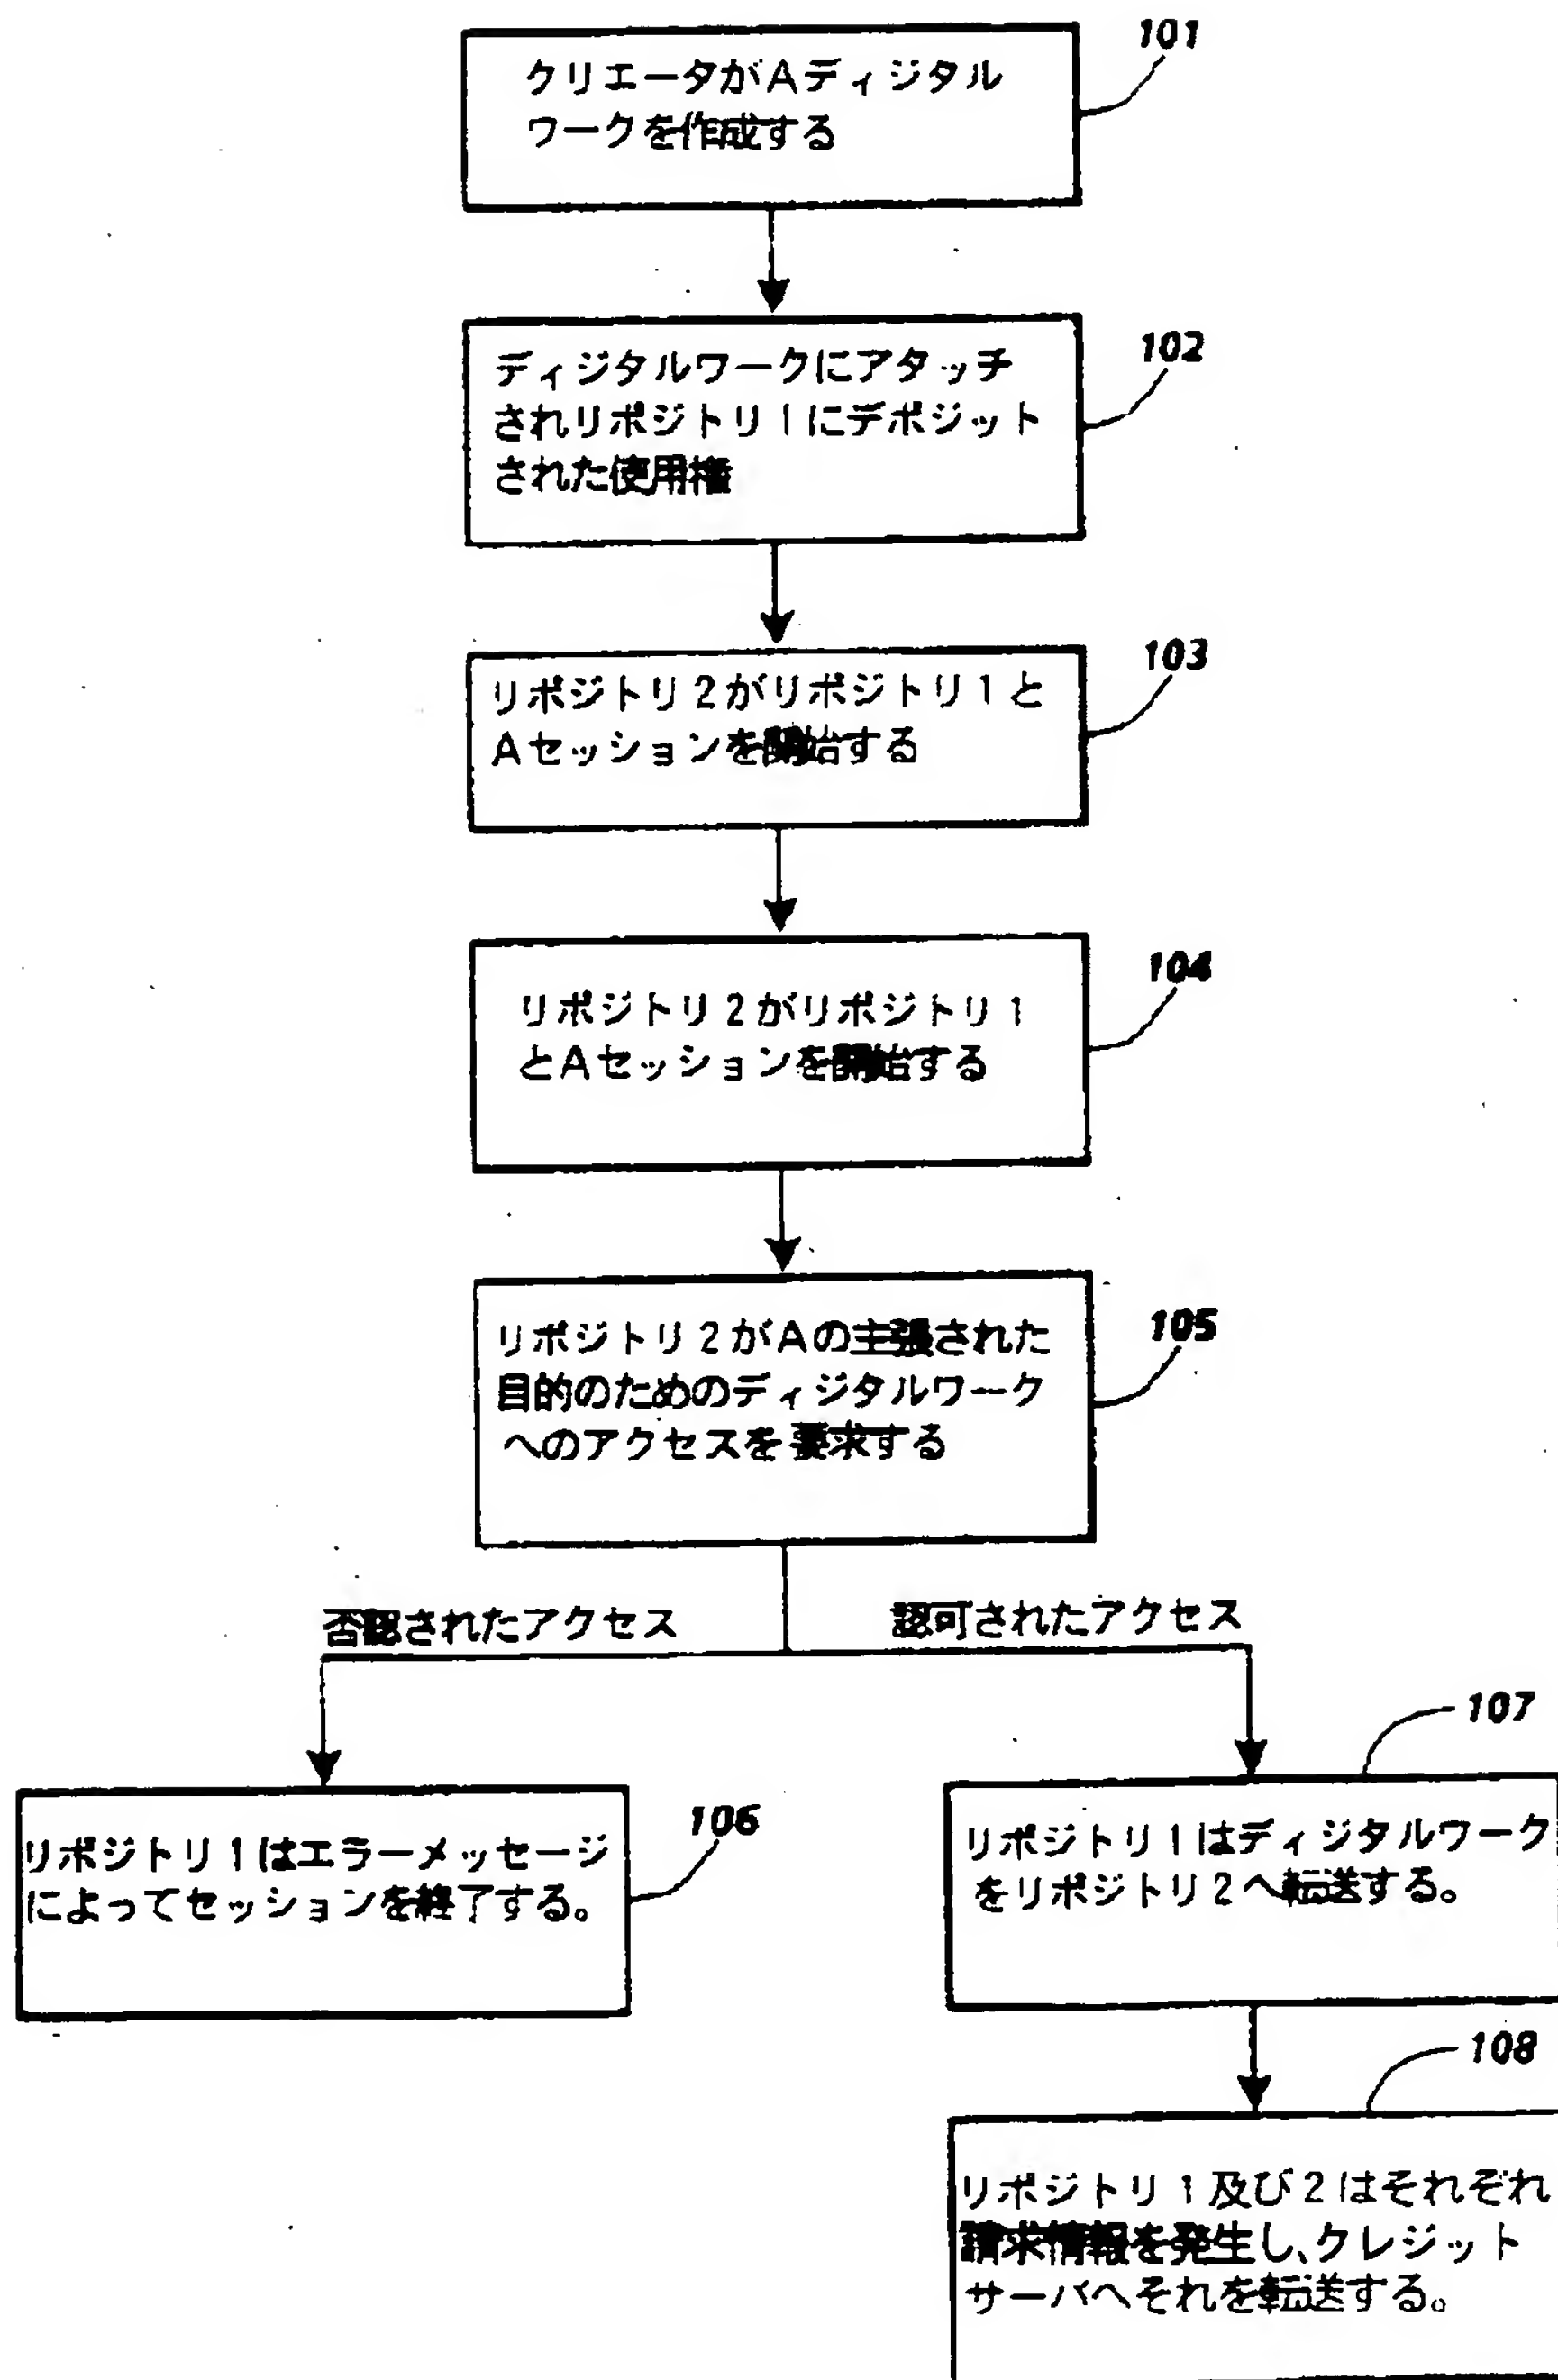 101
クリエータがAディジタル
ワークを作成する
102
ディジタルワークにアタッチ
されリポジトリ1にデポジット
された使用権
103
リポジトリ2がリポジトリ1と
Aセッションを開始する
104
リポジトリ2がリポジトリ1
とAセッションを開始する
105
リポジトリ2がAの主張された
目的のためのディジタルワーク
へのアクセスを要求する
否認されたアクセス
認可されたアクセス
106
リポジトリ1はエラーメッセージ
によってセッションを終了する。
107
リポジトリ1はディジタルワーク
をリポジトリ2へ転送する。
108
リポジトリ1及び2はそれぞれ
請求情報を発生し、クレジット
サーバへそれを転送する。